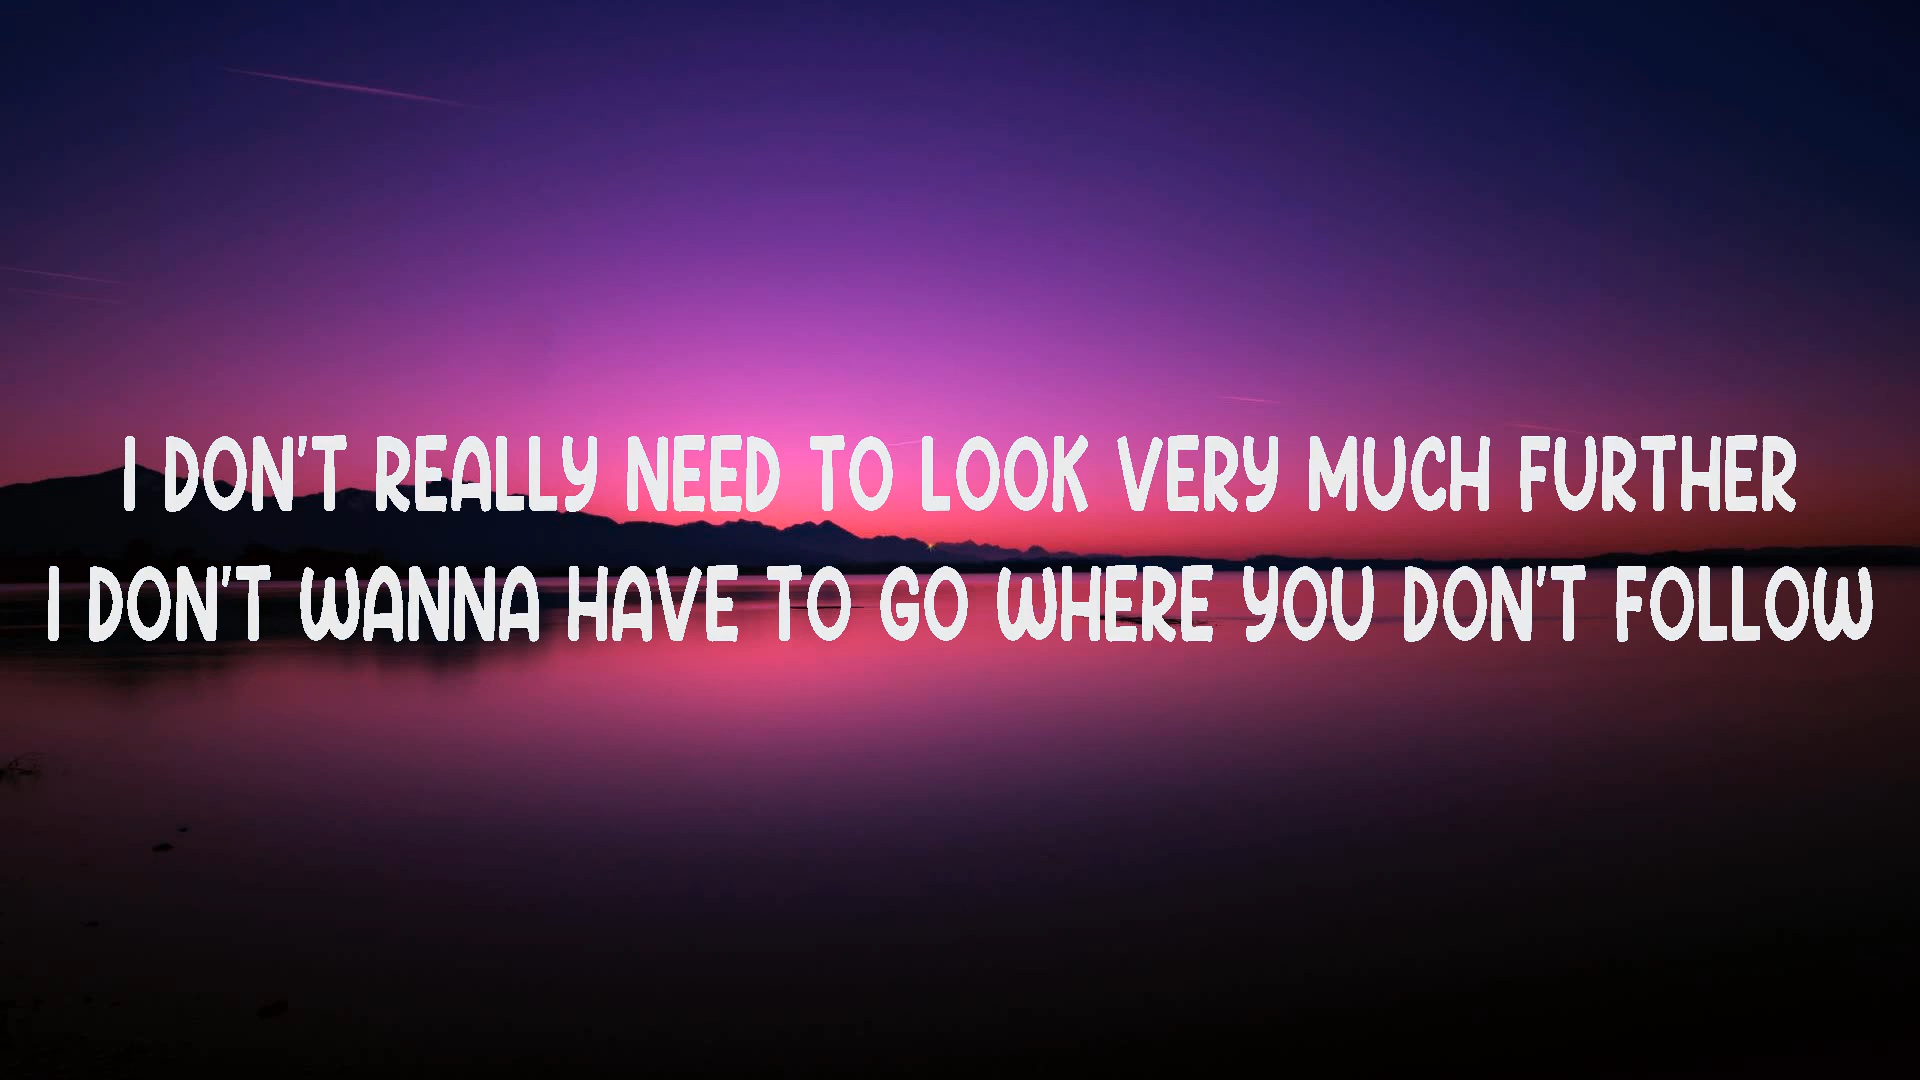 I DON'T REALLY NEED TO LOOK VERY MUCH FURTHER
I DON'T WANNA HAVE TO GO WHERE YOU DON'T FOLLOW